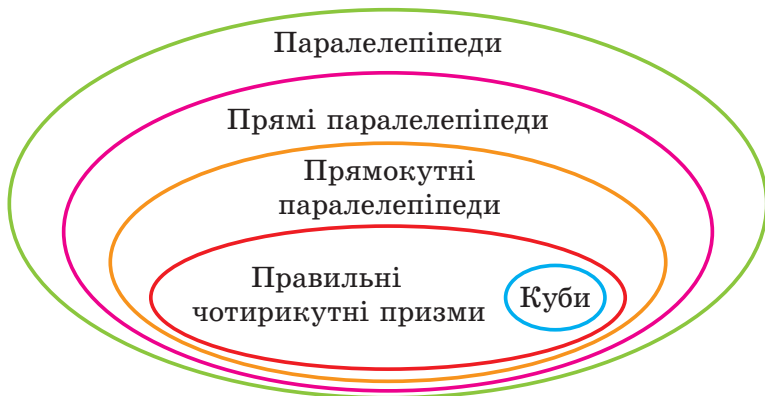 Паралелепіпеди
Прямі паралелепіпеди
Прямокутні
паралелепіпеди
Правильні
чотирикутні призми
Куби